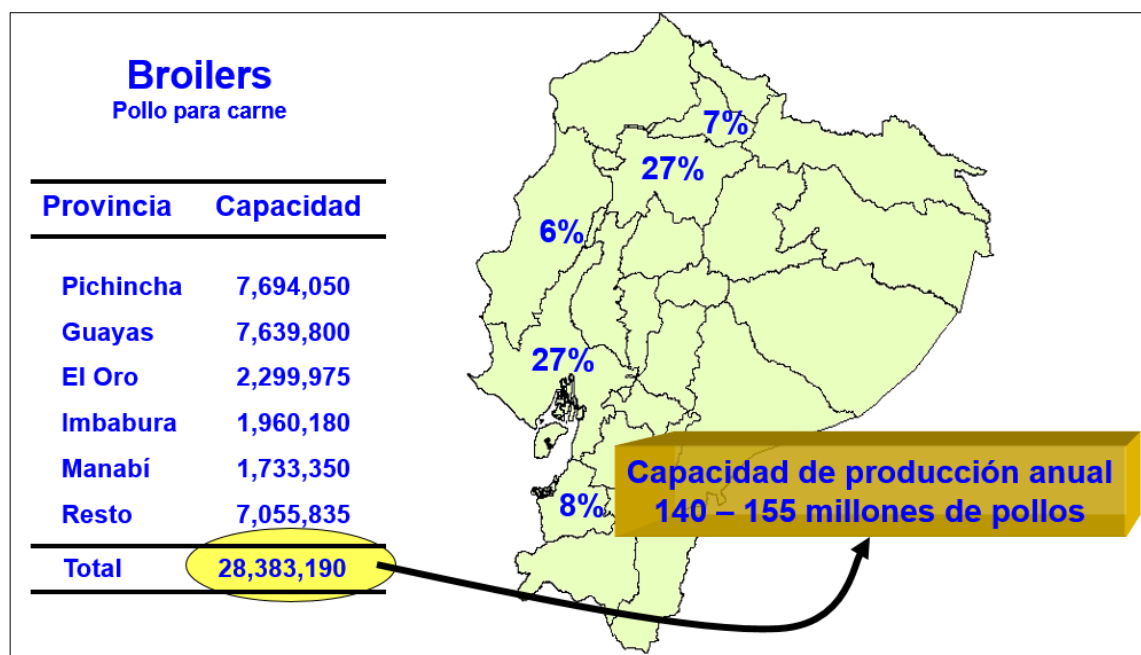 Broilers
Pollo para carne
Provincia Capacidad
Pichincha 7,694,050
Guayas 7,639,800
El Oro 2,299,975
Imbabura 1,960,180
Manabí 1,733,350
Resto 7,055,835
Total 28,383,190
7%
27%
6%
27%
8%
Capacidad de producción anual
140 – 155 millones de pollos